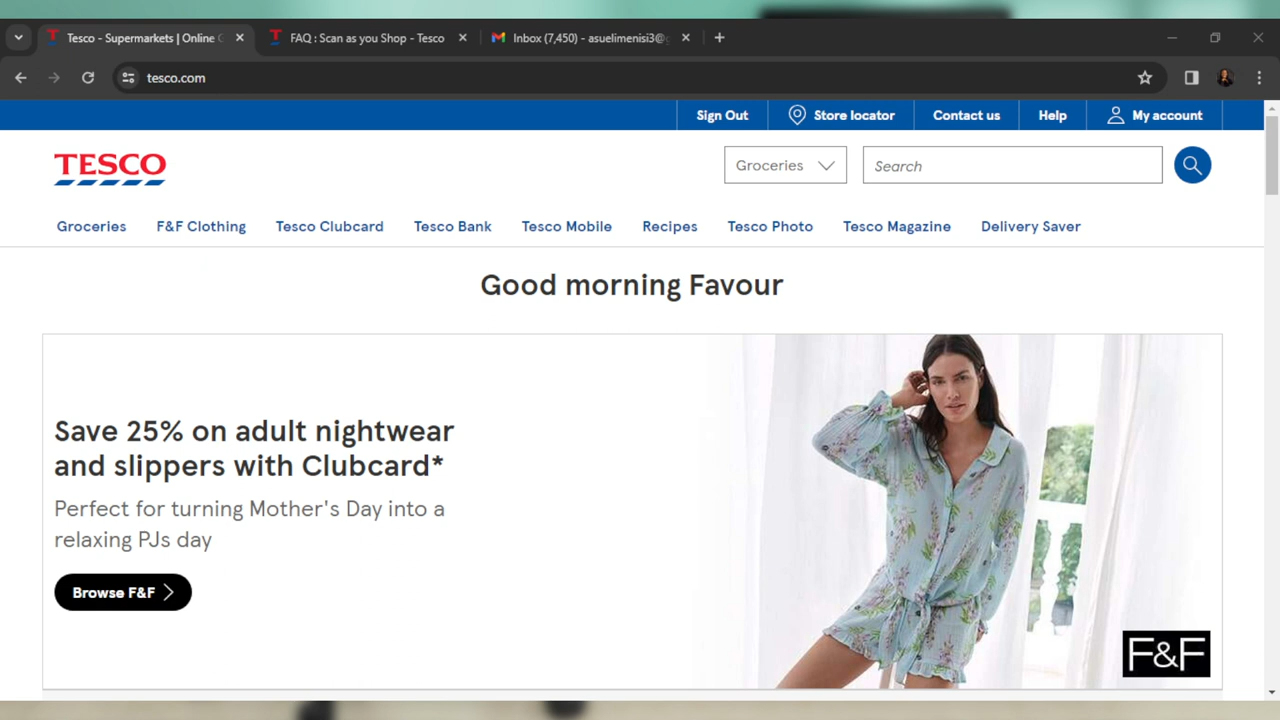 Tesco - Supermarkets | Online
FAQ : Scan as you Shop - Tesco
Inbox (7,450) - asuelimenisi3@
tesco.com
Sign Out
Store locator
Contact us
Help
My account
TESCO
Groceries
Search
Groceries
F&F Clothing
Tesco Clubcard
Tesco Bank
Tesco Mobile
Recipes
Tesco Photo
Tesco Magazine
Delivery Saver
Good morning Favour
Save 25% on adult nightwear
and slippers with Clubcard*
Perfect for turning Mother's Day into a
relaxing PJs day
Browse F&F
F&F